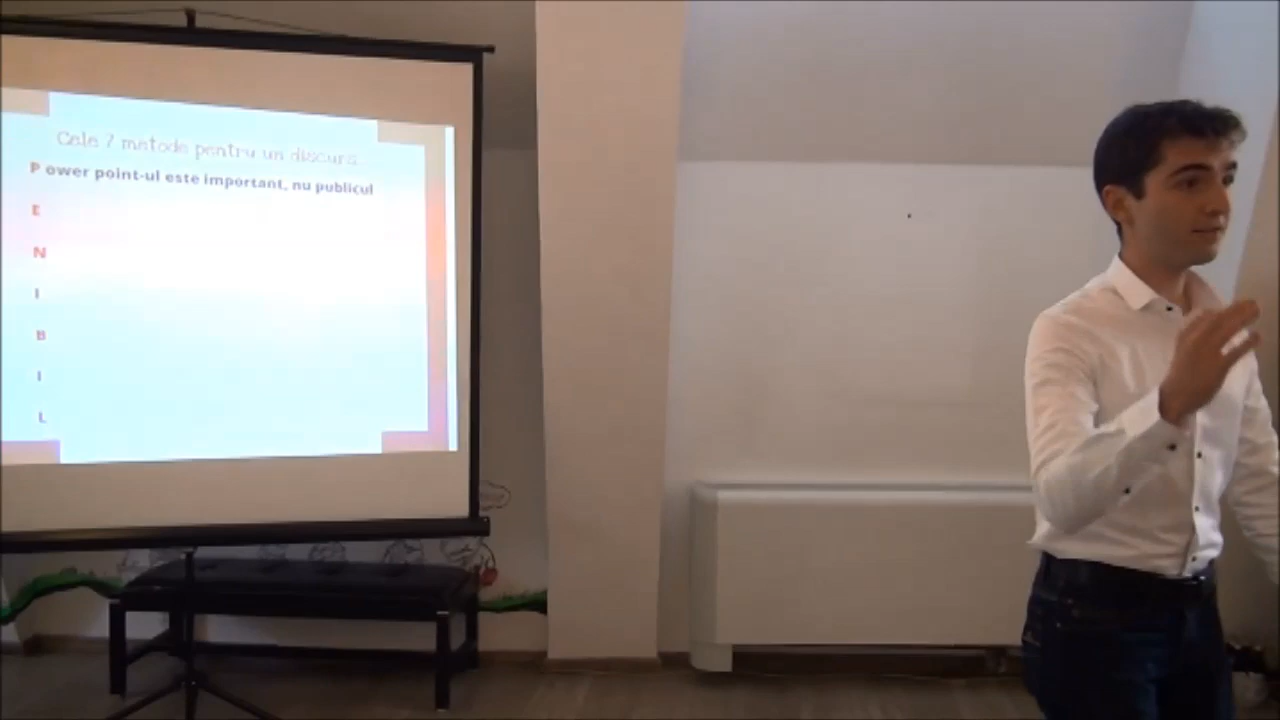 Cele 7 metode pentru un discurs...
P ower point-ul este important, nu publicul
E
N
I
B
I
L